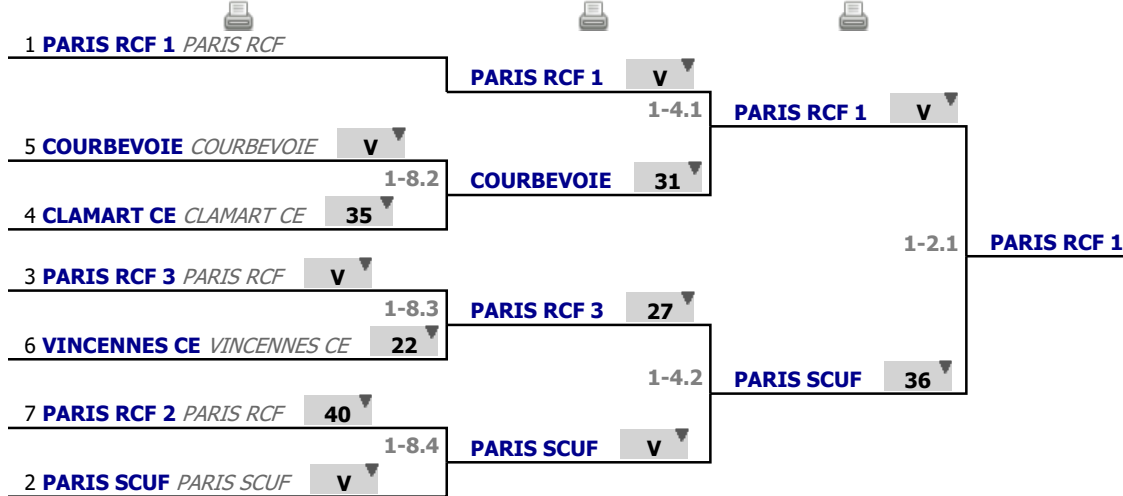 1 PARIS RCF 1 PARIS RCF
PARIS RCF 1 V
1-4.1
PARIS RCF 1 V
5 COURBEVOIE COURBEVOIE V
1-8.2
COURBEVOIE 31
4 CLAMART CE CLAMART CE 35
1-2.1
PARIS RCF 1
3 PARIS RCF 3 PARIS RCF V
1-8.3
PARIS RCF 3 27
6 VINCENNES CE VINCENNES CE 22
1-4.2
PARIS SCUF 36
7 PARIS RCF 2 PARIS RCF 40
1-8.4
PARIS SCUF V
2 PARIS SCUF PARIS SCUF V